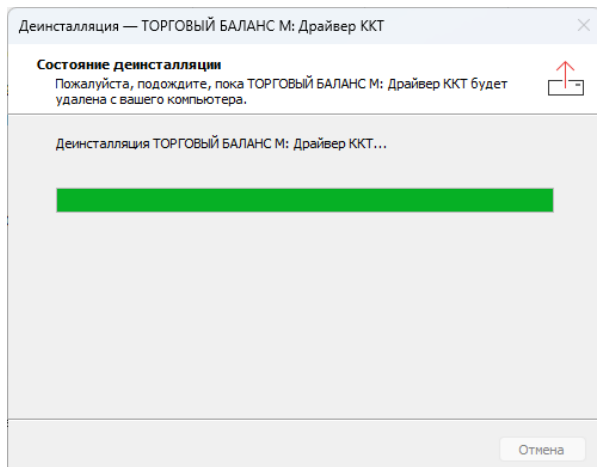 Деинсталляция — ТОРГОВЫЙ БАЛАНС М: Драйвер ККТ
Состояние деинсталляции
Пожалуйста, подождите, пока ТОРГОВЫЙ БАЛАНС М: Драйвер ККТ будет
удалена с вашего компьютера.
Деинсталляция ТОРГОВЫЙ БАЛАНС М: Драйвер ККТ...
Отмена